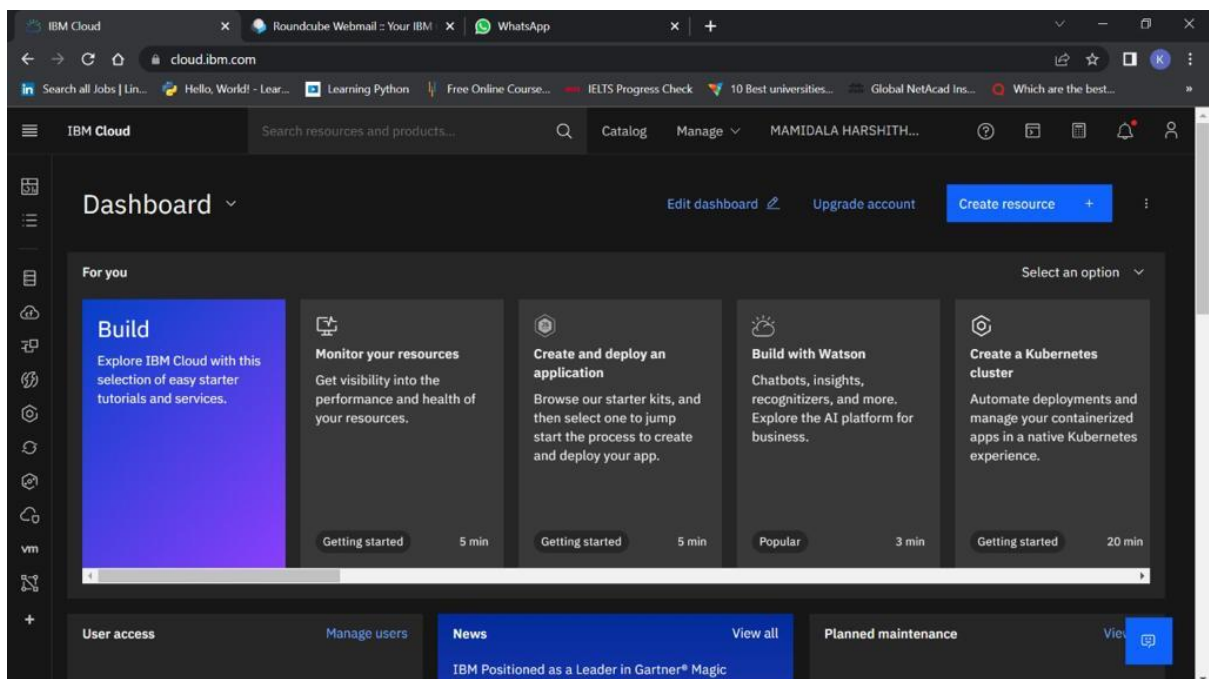 IBM Cloud
Roundcube Webmail :: Your IBM
WhatsApp
cloud.ibm.com
K
Search all Jobs | Lin...
Hello, World! - Lear...
Learning Python
Free Online Course...
IELTS Progress Check
10 Best universities...
Global NetAcad Ins...
Which are the best...
IBM Cloud
Search resources and products...
Catalog
Manage
MAMIDALA HARSHITH...
Dashboard
Edit dashboard
Upgrade account
Create resource +
For you
Select an option
Build
Explore IBM Cloud with this
selection of easy starter
tutorials and services.
Monitor your resources
Get visibility into the
performance and health of
your resources.
Getting started
5 min
Create and deploy an
application
Browse our starter kits, and
then select one to jump
start the process to create
and deploy your app.
Getting started
5 min
Build with Watson
Chatbots, insights,
recognitizers, and more.
Explore the AI platform for
business.
Popular
3 min
Create a Kubernetes
cluster
Automate deployments and
manage your containerized
apps in a native Kubernetes
experience.
Getting started
20 min
vm
User access
Manage users
News
View all
IBM Positioned as a Leader in Gartner® Magic
Planned maintenance